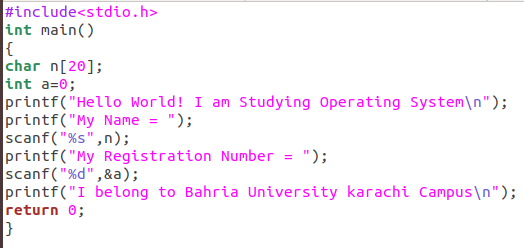 #include<stdio.h>
int main()
{
char n[20];
int a=0;
printf("Hello World! I am Studying Operating System\n");
printf("My Name = ");
scanf("%s",n);
printf("My Registration Number = ");
scanf("%d",&a);
printf("I belong to Bahria University karachi Campus\n");
return 0;
}